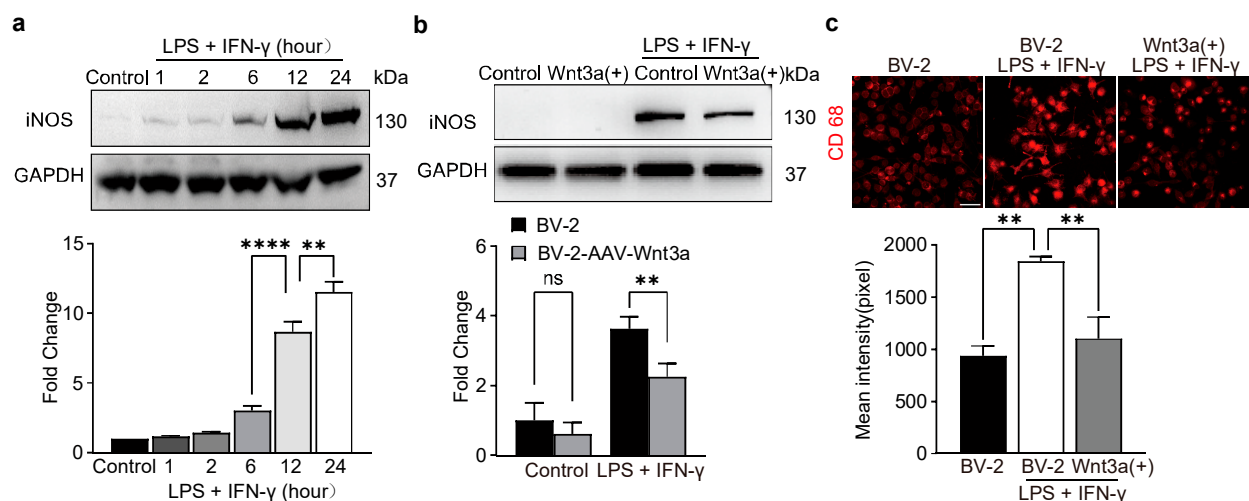 a
LPS + IFN-γ (hour）
Control 1 2 6 12 24 kDa
iNOS 130
GAPDH 37
15
10
5
0
Fold Change
**** **
Control 1 2 6 12 24
LPS + IFN-γ (hour）
b
LPS + IFN-γ
Control Wnt3a(+) Control Wnt3a(+) kDa
iNOS 130
GAPDH 37
BV-2
BV-2-AAV-Wnt3a
6
4
2
0
Fold Change
ns **
Control LPS + IFN-γ
c
BV-2
BV-2
LPS + IFN-γ
Wnt3a(+)
LPS + IFN-γ
CD 68
** **
2000
1500
1000
500
0
Mean intensity(pixel)
BV-2 BV-2 Wnt3a(+)
LPS + IFN-γ